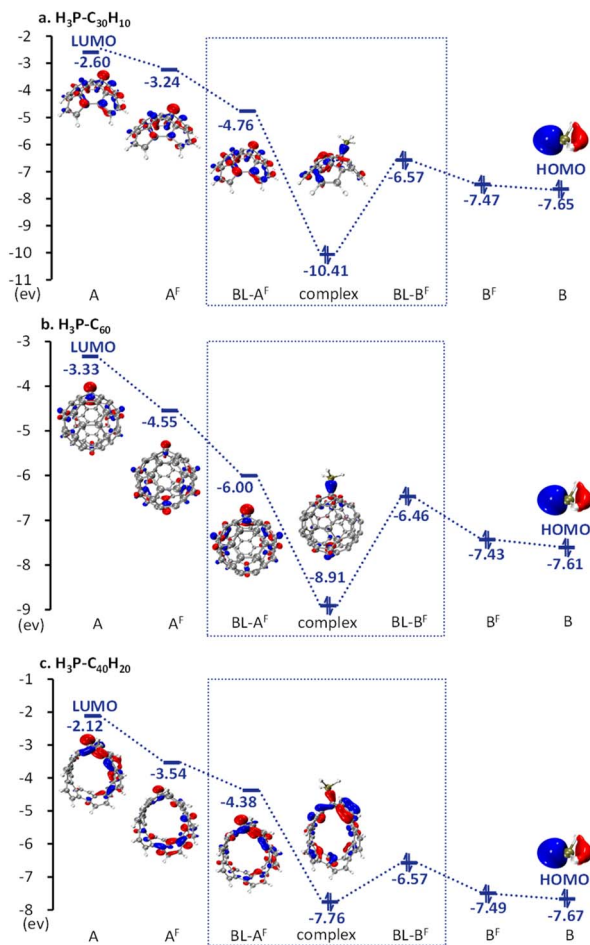 a. H₃P-C₃₀H₁₀
-2
LUMO
-3
-2.60
-3.24
-4
-4.76
-5
-6
HOMO
-7
-6.57
-8
-7.47
-7.65
-9
-10
-10.41
-11
(ev)
A
Aᶠ
BL-Aᶠ
complex
BL-Bᶠ
Bᶠ
B
b. H₃P-C₆₀
-3
LUMO
-3.33
-4
-4.55
-5
-6
-6.00
-6.46
HOMO
-7
-7.43
-7.61
-8
-8.91
-9
(ev)
A
Aᶠ
BL-Aᶠ
complex
BL-Bᶠ
Bᶠ
B
c. H₃P-C₄₀H₂₀
-1
LUMO
-2
-2.12
-3
-3.54
-4
-4.38
-5
-6
HOMO
-6.57
-7
-7.49
-7.67
-7.76
-8
(ev)
A
Aᶠ
BL-Aᶠ
complex
BL-Bᶠ
Bᶠ
B